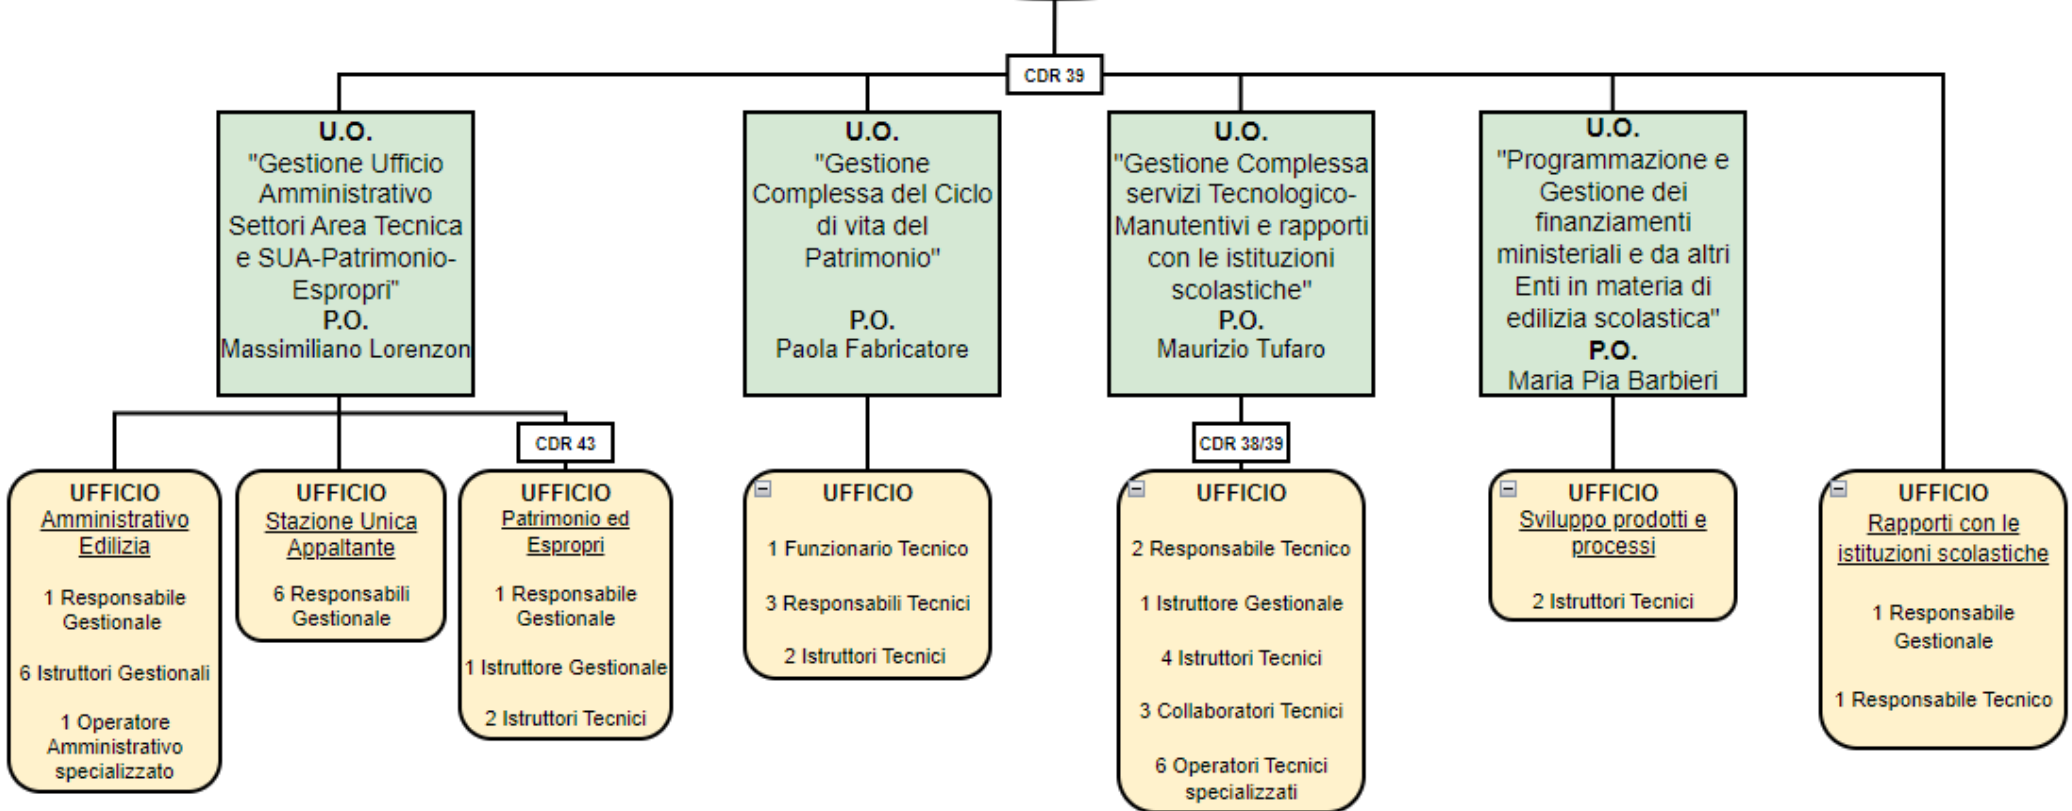 CDR 39
U.O.
"Gestione Ufficio
Amministrativo
Settori Area Tecnica
e SUA-Patrimonio-
Espropri"
P.O.
Massimiliano Lorenzon
U.O.
"Gestione
Complessa del Ciclo
di vita del
Patrimonio"
P.O.
Paola Fabricatore
U.O.
"Gestione Complessa
servizi Tecnologico-
Manutentivi e rapporti
con le istituzioni
scolastiche"
P.O.
Maurizio Tufaro
U.O.
"Programmazione e
Gestione dei
finanziamenti
ministeriali e da altri
Enti in materia di
edilizia scolastica"
P.O.
Maria Pia Barbieri
CDR 43
CDR 38/39
UFFICIO
Amministrativo
Edilizia
1 Responsabile
Gestionale
6 Istruttori Gestionali
1 Operatore
Amministrativo
specializzato
UFFICIO
Stazione Unica
Appaltante
6 Responsabili
Gestionale
UFFICIO
Patrimonio ed
Espropri
1 Responsabile
Gestionale
1 Istruttore Gestionale
2 Istruttori Tecnici
UFFICIO
1 Funzionario Tecnico
3 Responsabili Tecnici
2 Istruttori Tecnici
UFFICIO
2 Responsabile Tecnico
1 Istruttore Gestionale
4 Istruttori Tecnici
3 Collaboratori Tecnici
6 Operatori Tecnici
specializzati
UFFICIO
Sviluppo prodotti e
processi
2 Istruttori Tecnici
UFFICIO
Rapporti con le
istituzioni scolastiche
1 Responsabile
Gestionale
1 Responsabile Tecnico